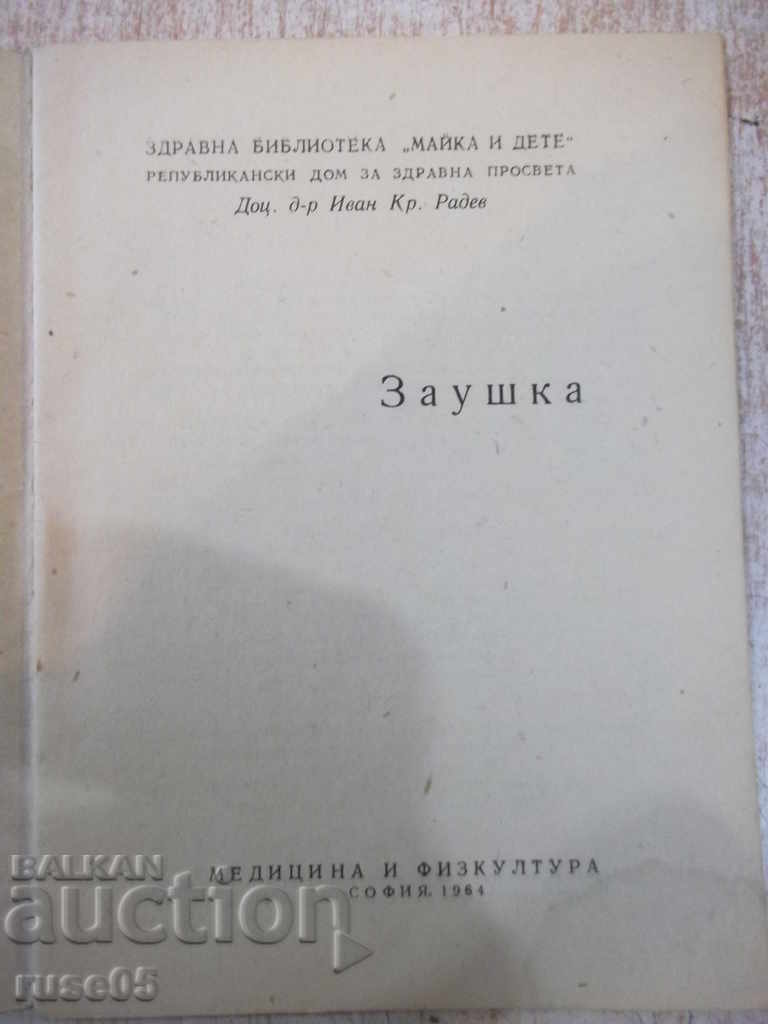 ЗДРАВНА БИБЛИОТЕКА „МАЙКА И ДЕТЕ“
РЕПУБЛИКАНСКИ ДОМ ЗА ЗДРАВНА ПРОСВЕТА
Доц. д-р Иван Кр. Радев
Заушка
МЕДИЦИНА И ФИЗКУЛТУРА
СОФИЯ, 1964
BALKAN
auction
ruse05